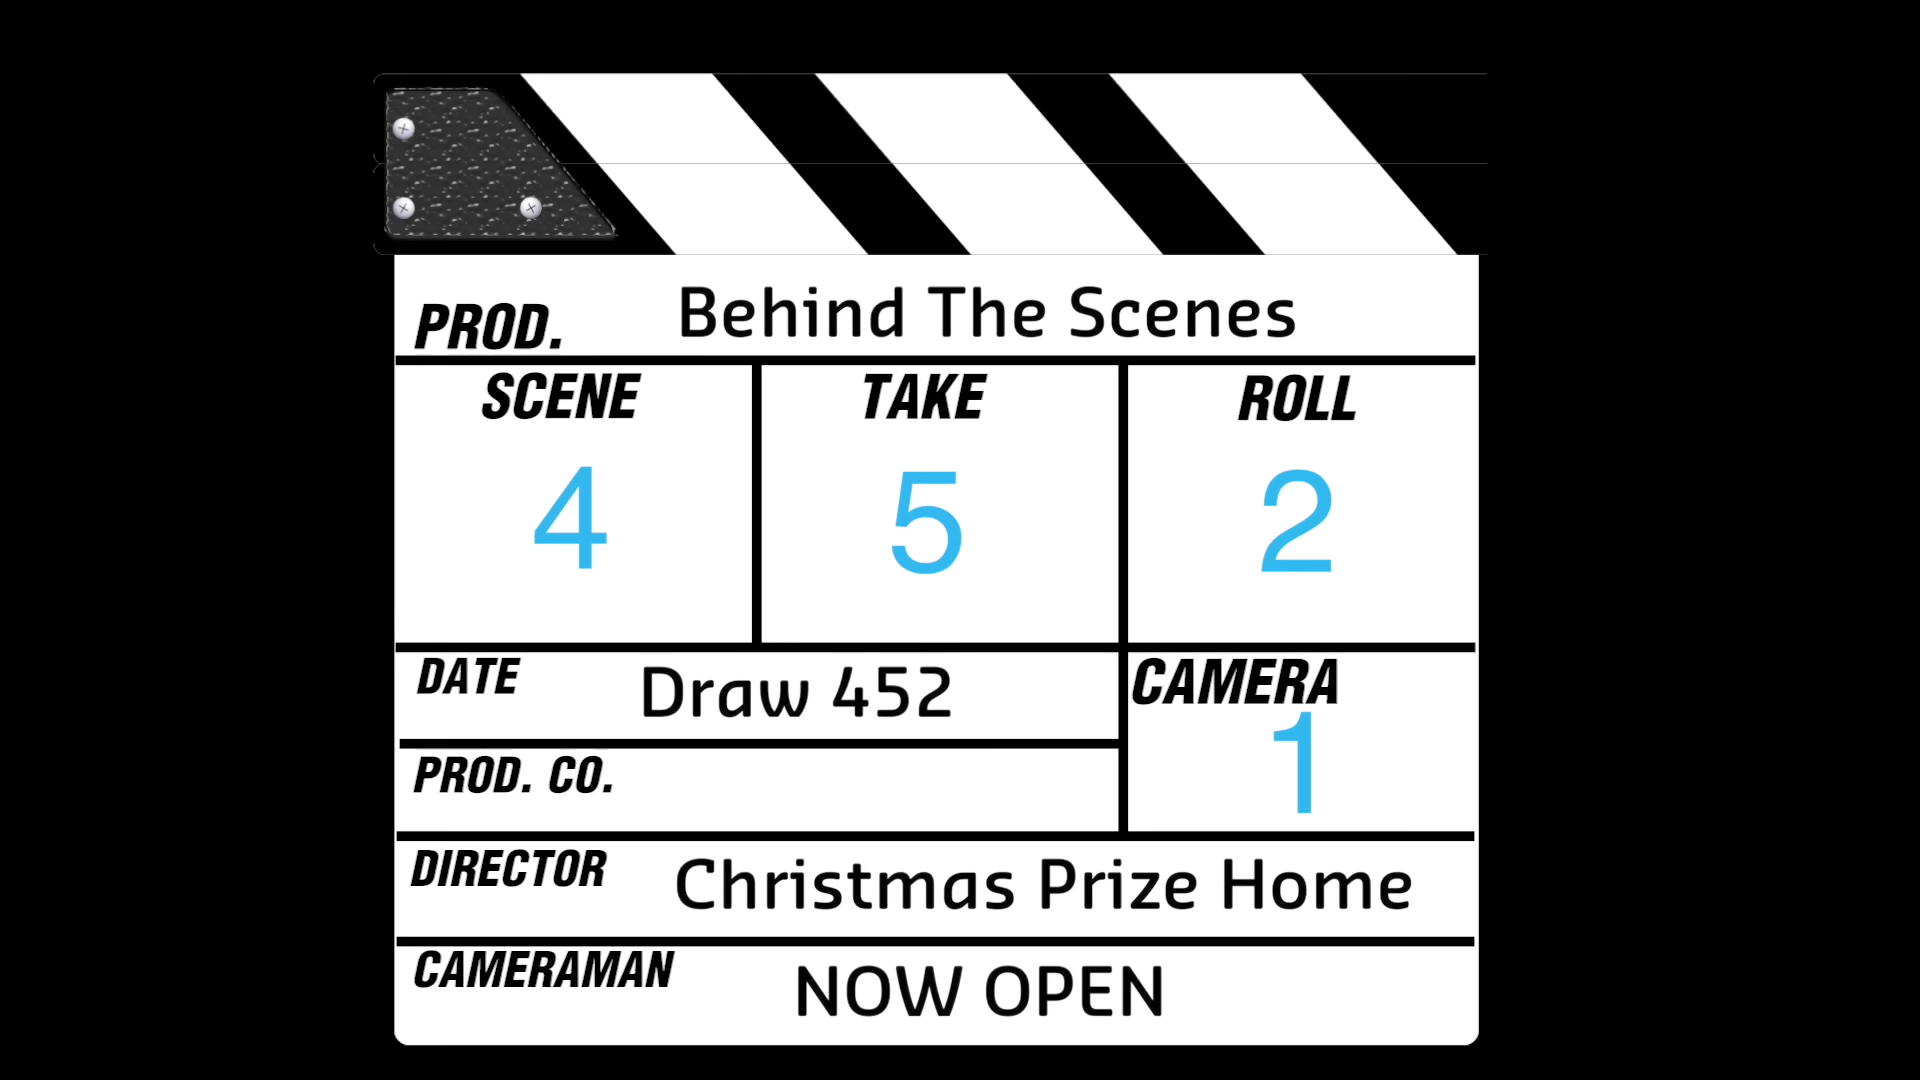 PROD. Behind The Scenes
SCENE TAKE ROLL
4 5 2
DATE Draw 452
CAMERA
1
PROD. CO.
DIRECTOR Christmas Prize Home
CAMERAMAN NOW OPEN